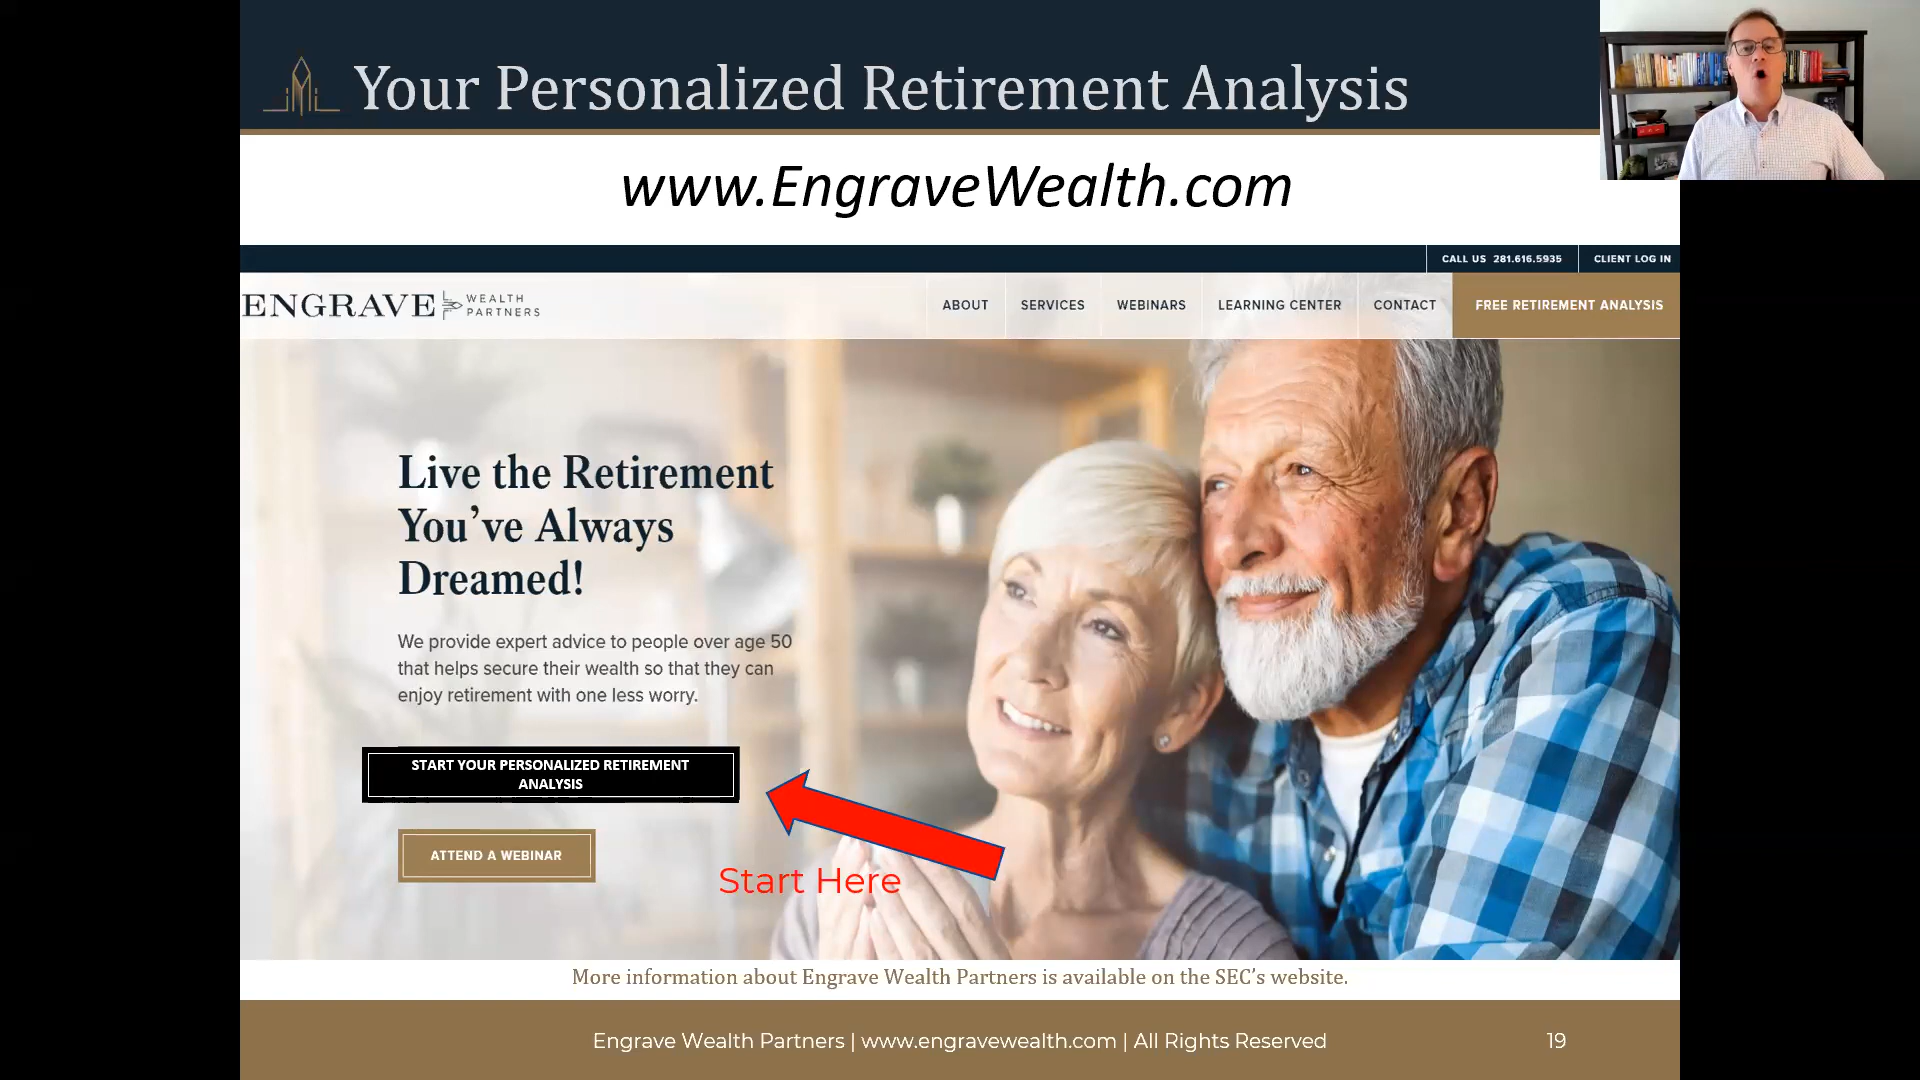 Your Personalized Retirement Analysis
www.EngraveWealth.com
CALL US 281.616.5935
CLIENT LOG IN
ENGRAVE WEALTH
PARTNERS
ABOUT
SERVICES
WEBINARS
LEARNING CENTER
CONTACT
FREE RETIREMENT ANALYSIS
Live the Retirement
You’ve Always
Dreamed!
We provide expert advice to people over age 50
that helps secure their wealth so that they can
enjoy retirement with one less worry.
START YOUR PERSONALIZED RETIREMENT
ANALYSIS
ATTEND A WEBINAR
Start Here
More information about Engrave Wealth Partners is available on the SEC’s website.
Engrave Wealth Partners | www.engravewealth.com | All Rights Reserved
19